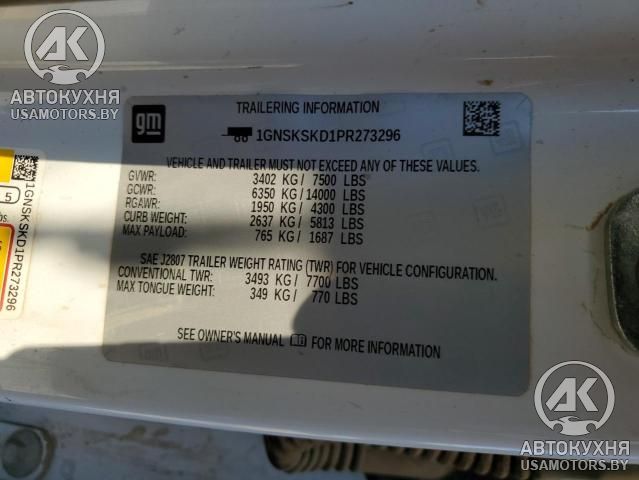 AK
АВТОКУХНЯ
USAMOTORS.BY
gm
TRAILERING INFORMATION
1GNSKSKD1PR273296
VEHICLE AND TRAILER MUST NOT EXCEED ANY OF THESE VALUES.
GVWR: 3402 KG/ 7500 LBS
GCWR: 6350 KG/14000 LBS
RGAWR: 1950 KG/ 4300 LBS
CURB WEIGHT: 2637 KG/ 5813 LBS
MAX PAYLOAD: 765 KG/ 1687 LBS
SAE J2807 TRAILER WEIGHT RATING (TWR) FOR VEHICLE CONFIGURATION.
CONVENTIONAL TWR: 3493 KG/ 7700 LBS
MAX TONGUE WEIGHT: 349 KG/ 770 LBS
SEE OWNER'S MANUAL FOR MORE INFORMATION
5
1GNSKSKD1PR273296
AK
АВТОКУХНЯ
USAMOTORS.BY